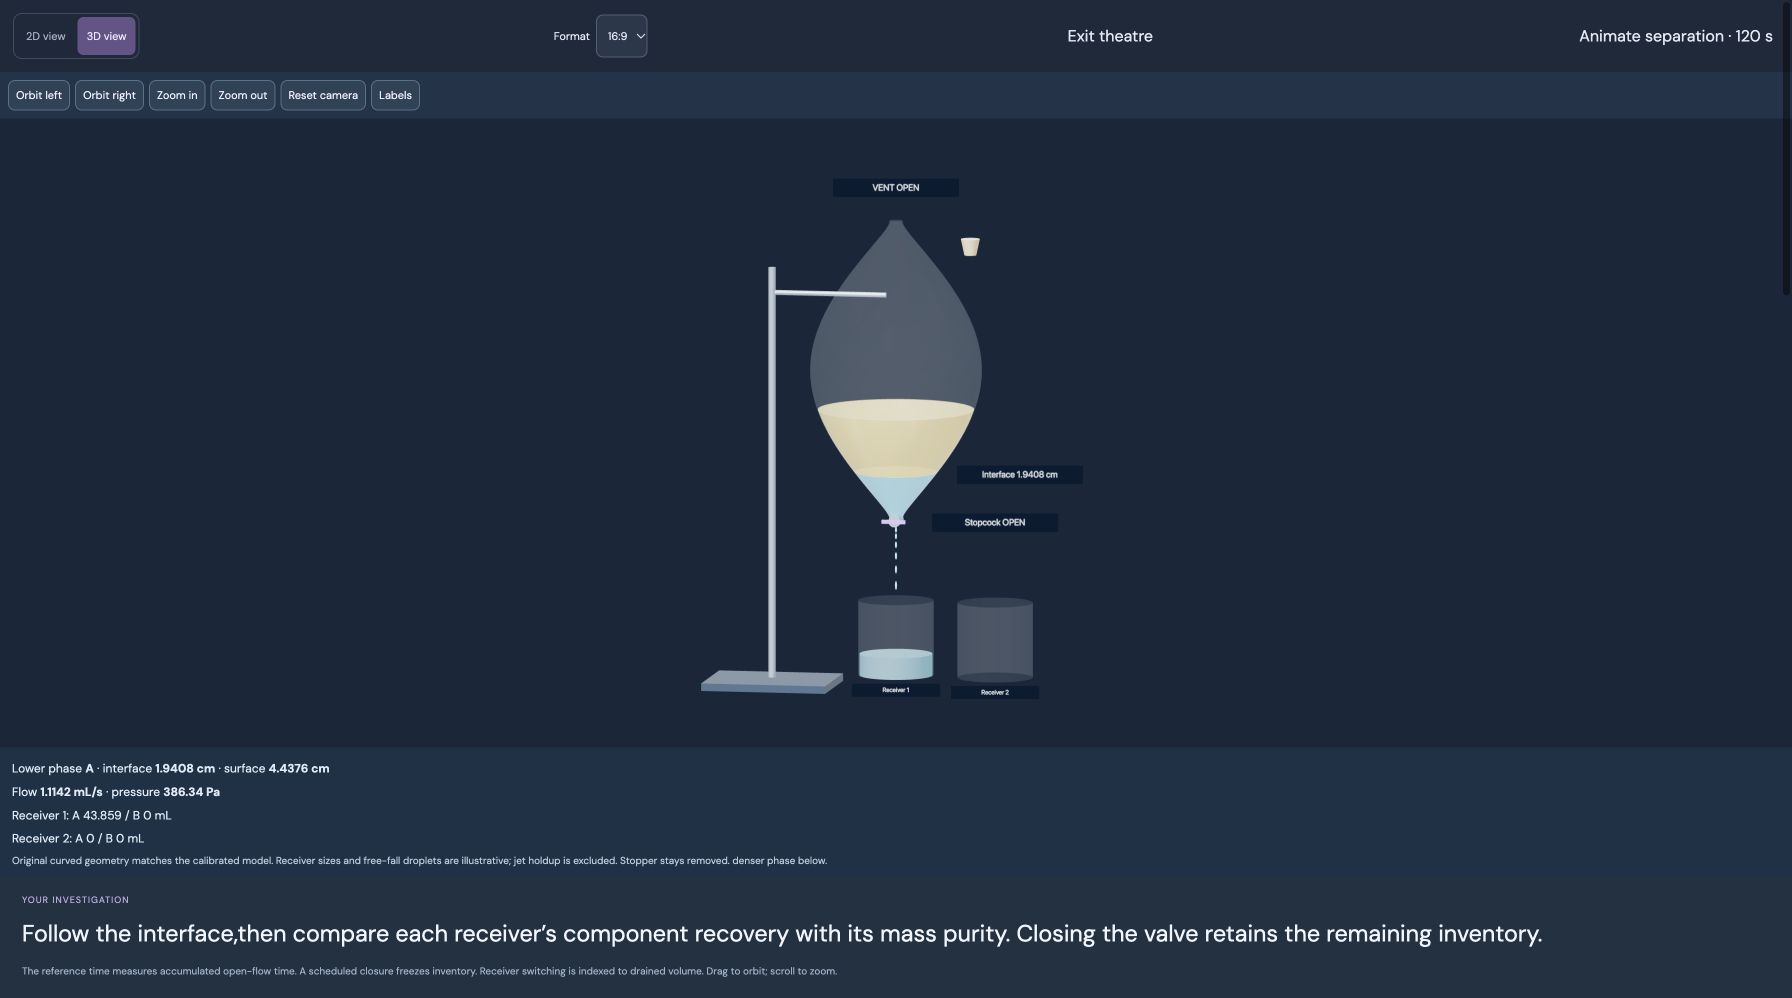 2D view
3D view
Format
16:9
Exit theatre
Animate separation · 120 s
Orbit left
Orbit right
Zoom in
Zoom out
Reset camera
Labels
VENT OPEN
Interface 1.9408 cm
Stopcock OPEN
Receiver 1
Receiver 2
Lower phase A · interface 1.9408 cm · surface 4.4376 cm
Flow 1.1142 mL/s · pressure 386.34 Pa
Receiver 1: A 43.859 / B 0 mL
Receiver 2: A 0 / B 0 mL
Original curved geometry matches the calibrated model. Receiver sizes and free-fall droplets are illustrative; jet holdup is excluded. Stopper stays removed. denser phase below.
YOUR INVESTIGATION
Follow the interface,then compare each receiver’s component recovery with its mass purity. Closing the valve retains the remaining inventory.
The reference time measures accumulated open-flow time. A scheduled closure freezes inventory. Receiver switching is indexed to drained volume. Drag to orbit; scroll to zoom.